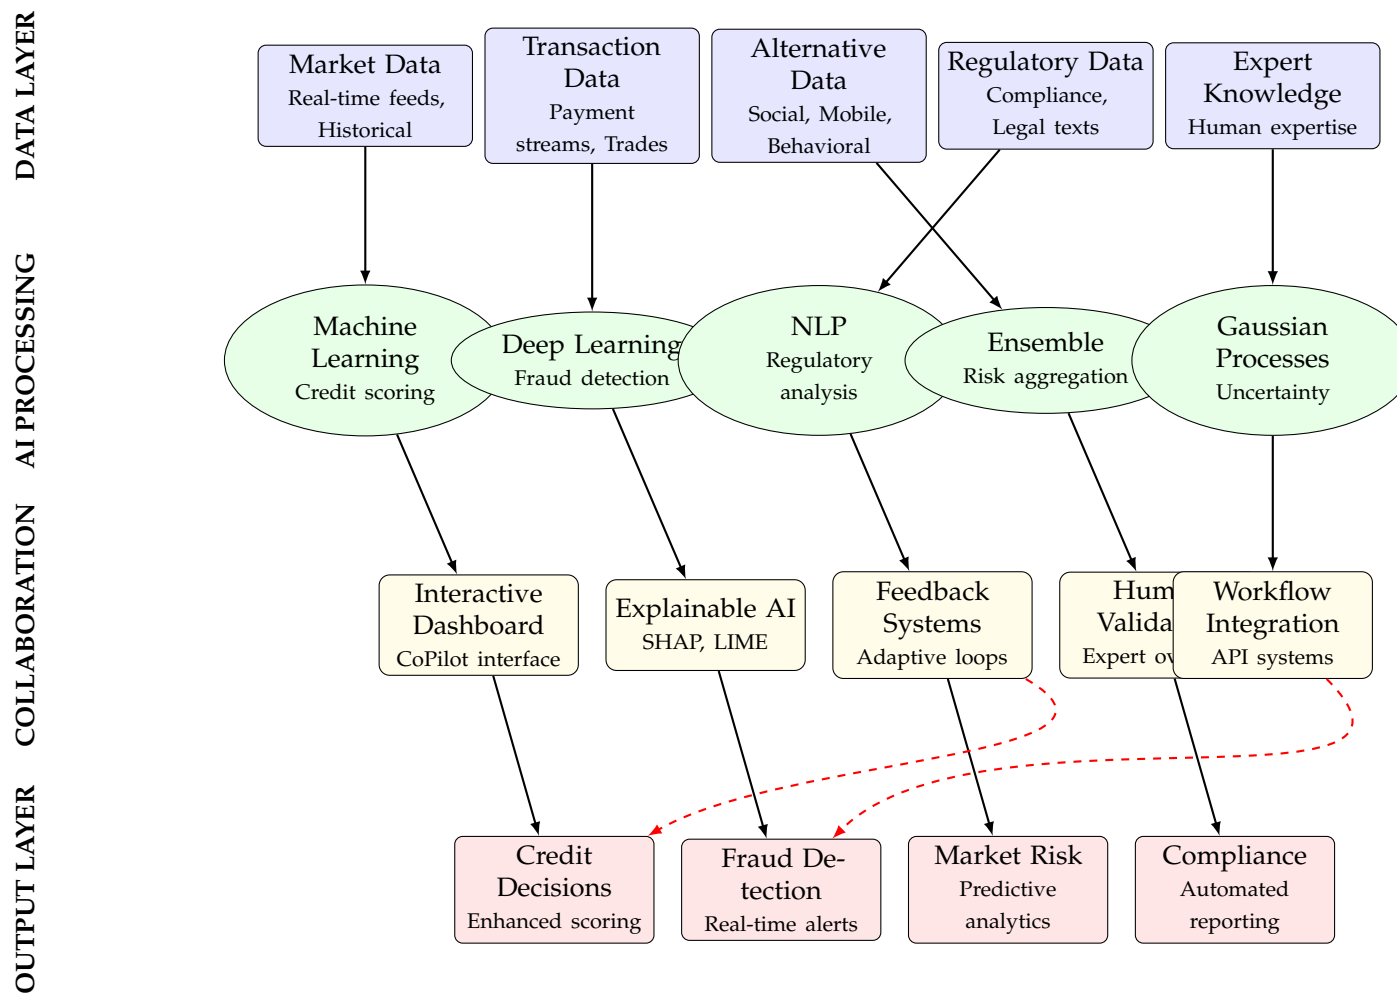 DATA LAYER
Market Data
Real-time feeds,
Historical
Transaction
Data
Payment
streams, Trades
Alternative
Data
Social, Mobile,
Behavioral
Regulatory Data
Compliance,
Legal texts
Expert
Knowledge
Human expertise
AI PROCESSING
Machine
Learning
Credit scoring
Deep Learning
Fraud detection
NLP
Regulatory
analysis
Ensemble
Risk aggregation
Gaussian
Processes
Uncertainty
COLLABORATION
Interactive
Dashboard
CoPilot interface
Explainable AI
SHAP, LIME
Feedback
Systems
Adaptive loops
Expert
Workflow
Integration
API systems
OUTPUT LAYER
Credit
Decisions
Enhanced scoring
Fraud De-
tection
Real-time alerts
Market Risk
Predictive
analytics
Compliance
Automated
reporting